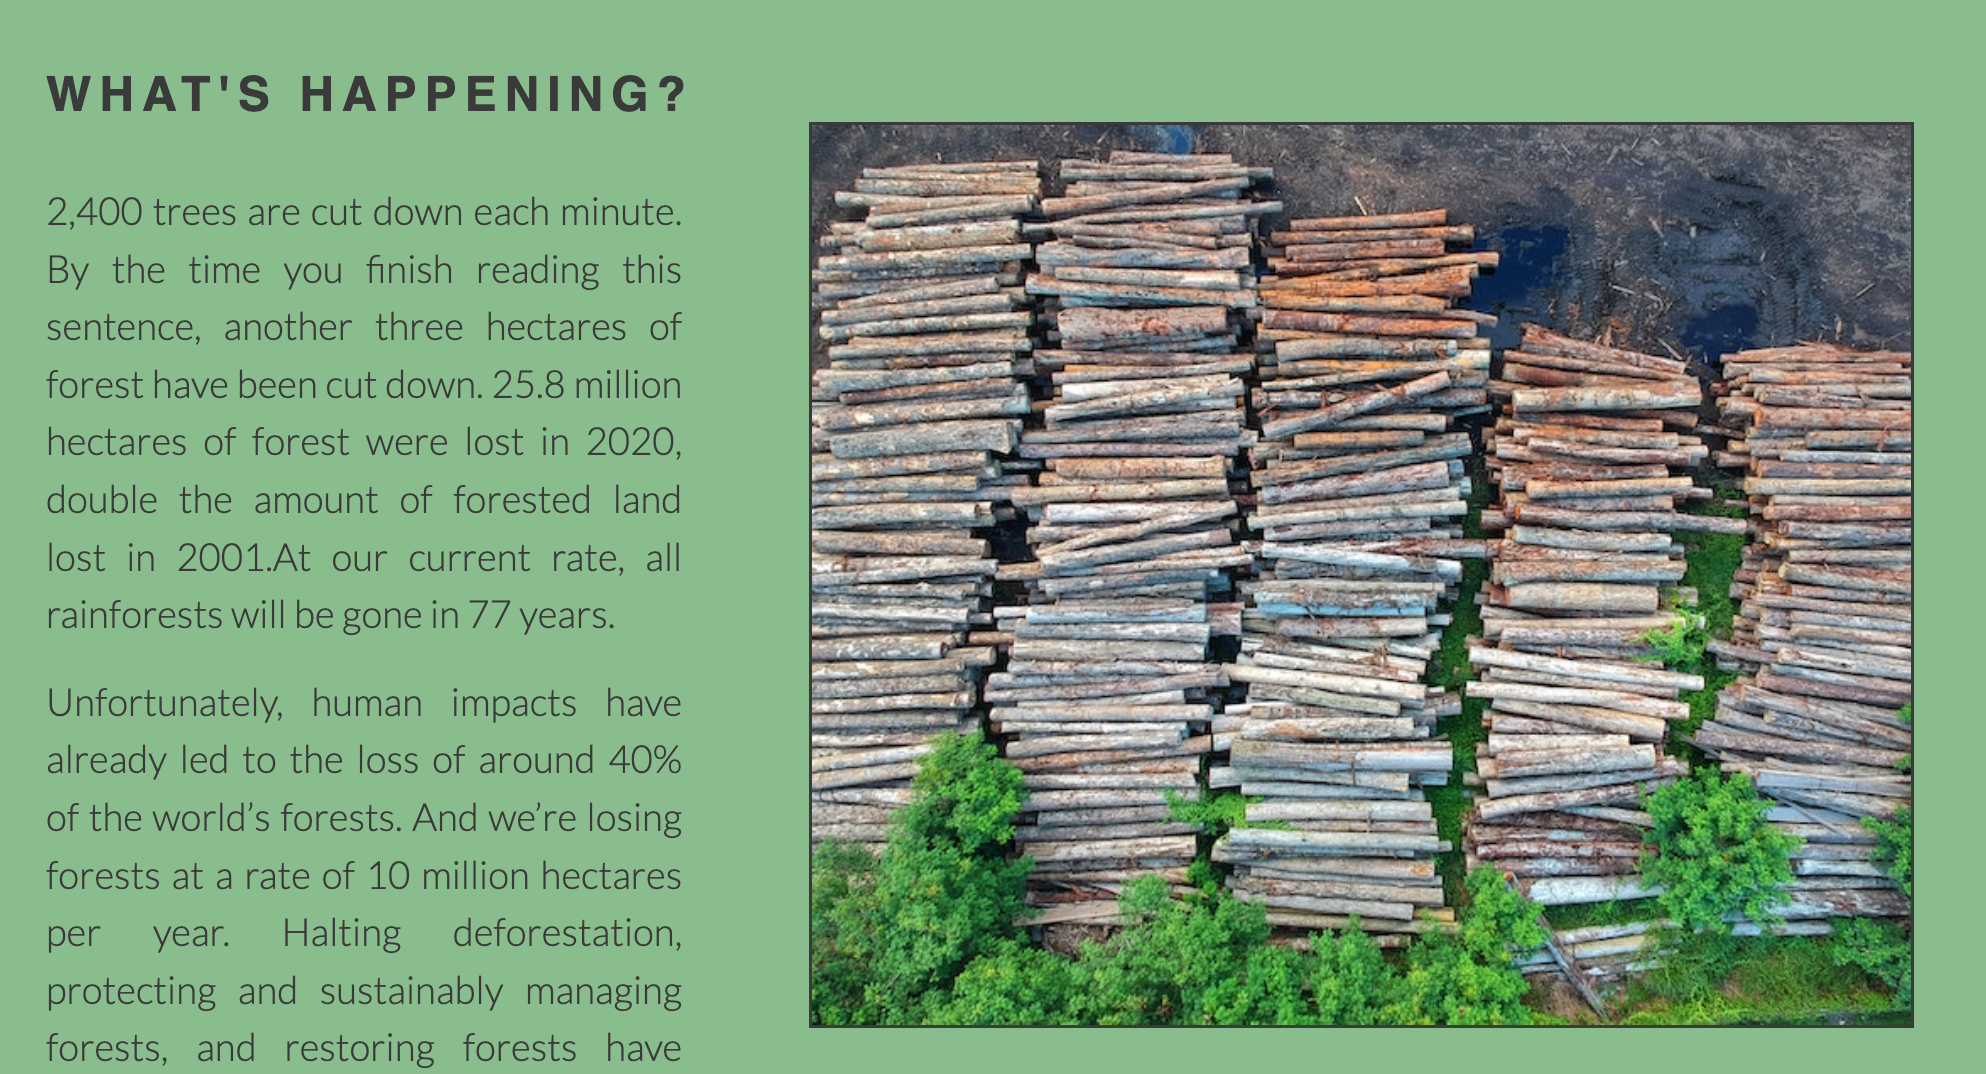 WHAT'S HAPPENING?
2,400 trees are cut down each minute.
By the time you finish reading this
sentence, another three hectares of
forest have been cut down. 25.8 million
hectares of forest were lost in 2020,
double the amount of forested land
lost in 2001.At our current rate, all
rainforests will be gone in 77 years.
Unfortunately, human impacts have
already led to the loss of around 40%
of the world’s forests. And we’re losing
forests at a rate of 10 million hectares
per year. Halting deforestation,
protecting and sustainably managing
forests, and restoring forests have